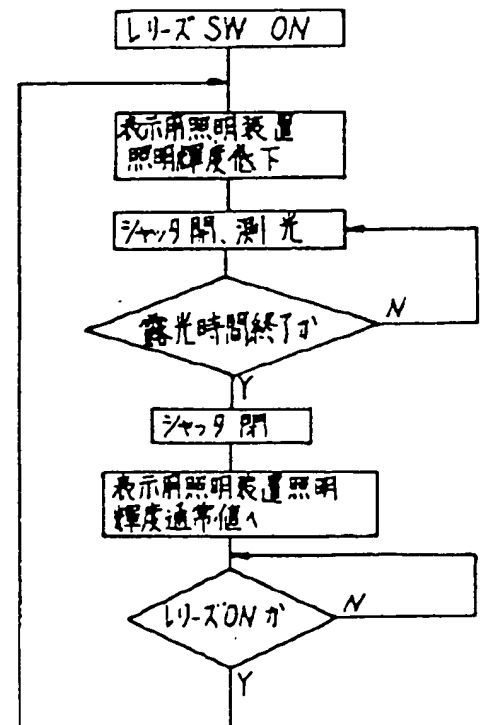 レリーズ SW ON
表示用照明装置
照明輝度低下
シャッタ開、測光
露光時間終了か
N
Y
シャッタ閉
表示用照明装置照明
輝度通常値へ
レリーズONか
N
Y